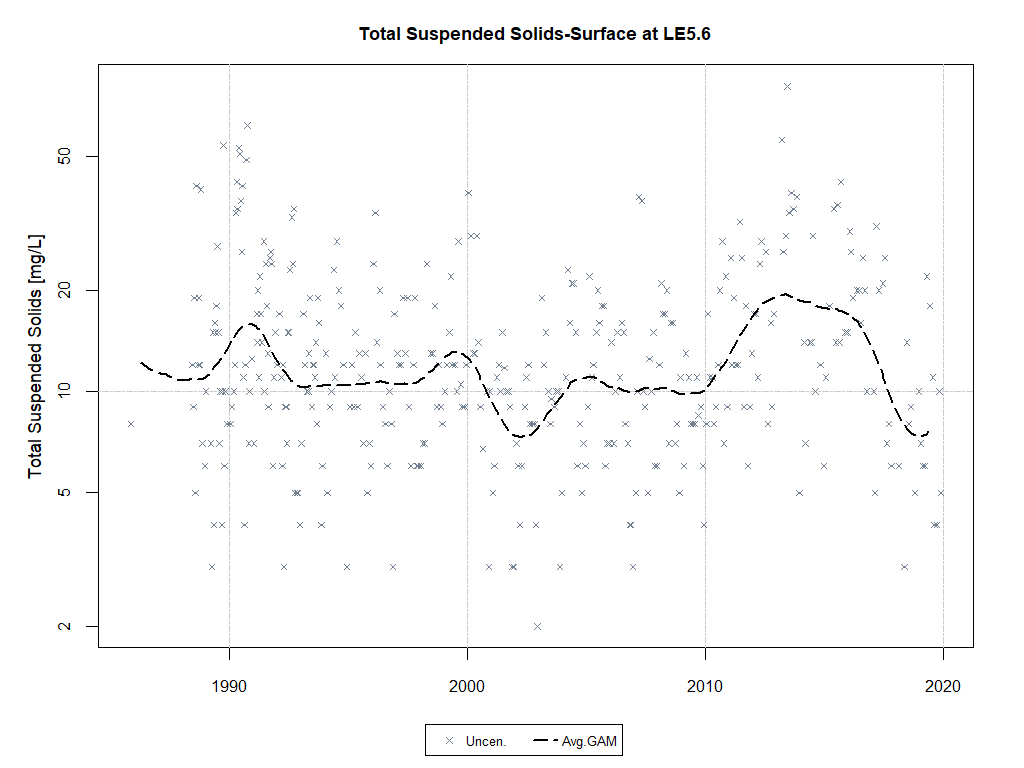 Total Suspended Solids-Surface at LE5.6
Total Suspended Solids [mg/L]
50
20
10
5
2
1990 2000 2010 2020
Uncen. Avg.GAM